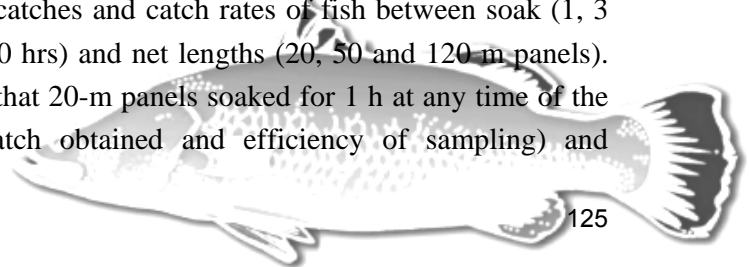 catches and catch rates of fish between soak (1, 3
0 hrs) and net lengths (20, 50 and 120 m panels).
that 20-m panels soaked for 1 h at any time of the
atch obtained and efficiency of sampling) and
125